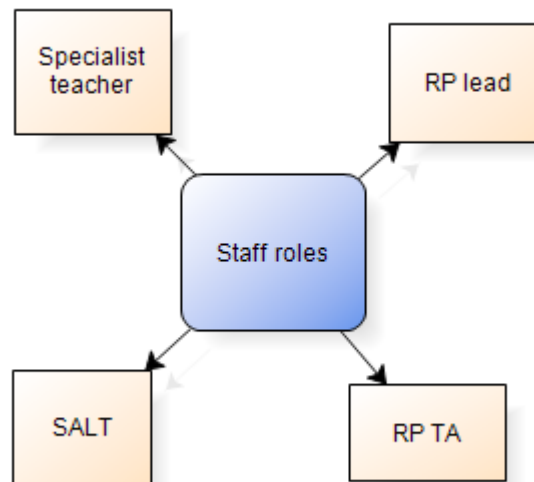 Specialist
teacher
RP lead
Staff roles
SALT
RP TA